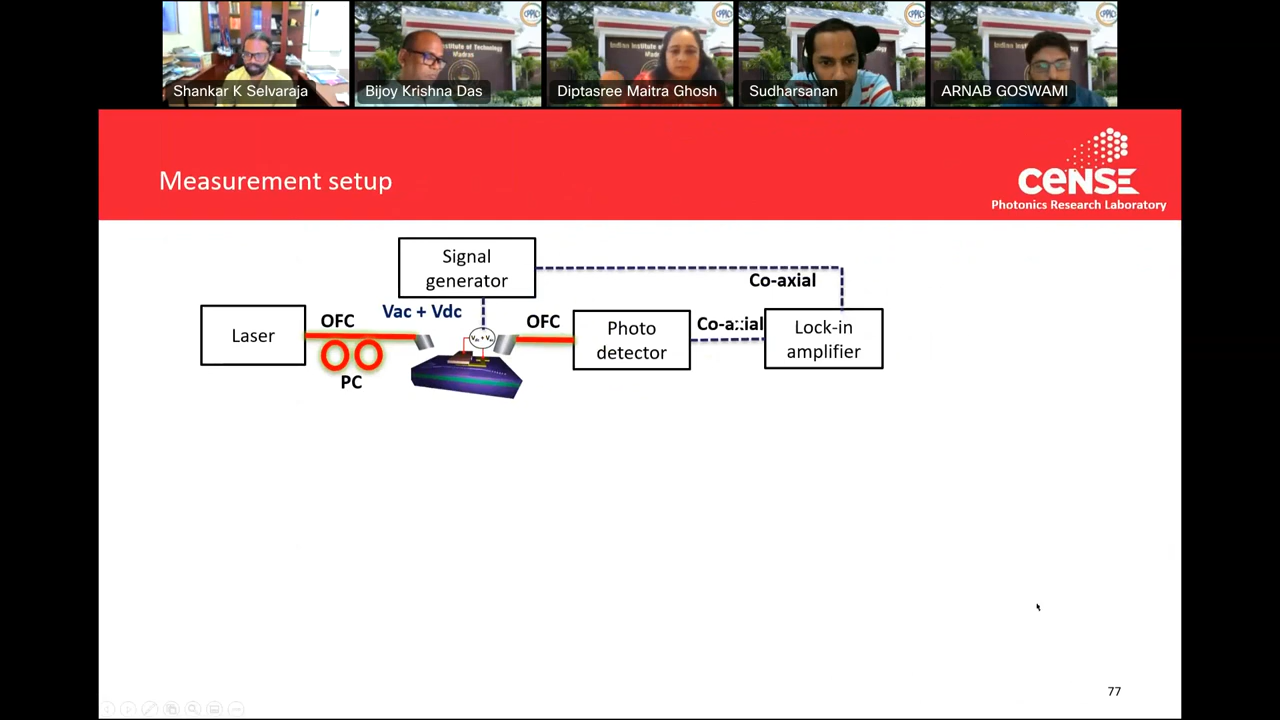 Shankar K Selvaraja
Bijoy Krishna Das
Diptasree Maitra Ghosh
Sudharsanan
ARNAB GOSWAMI
Measurement setup
CeNSE
Photonics Research Laboratory
Signal
generator
Co-axial
Vac + Vdc
Laser
OFC
PC
OFC
Photo
detector
Co-axial
Lock-in
amplifier
77